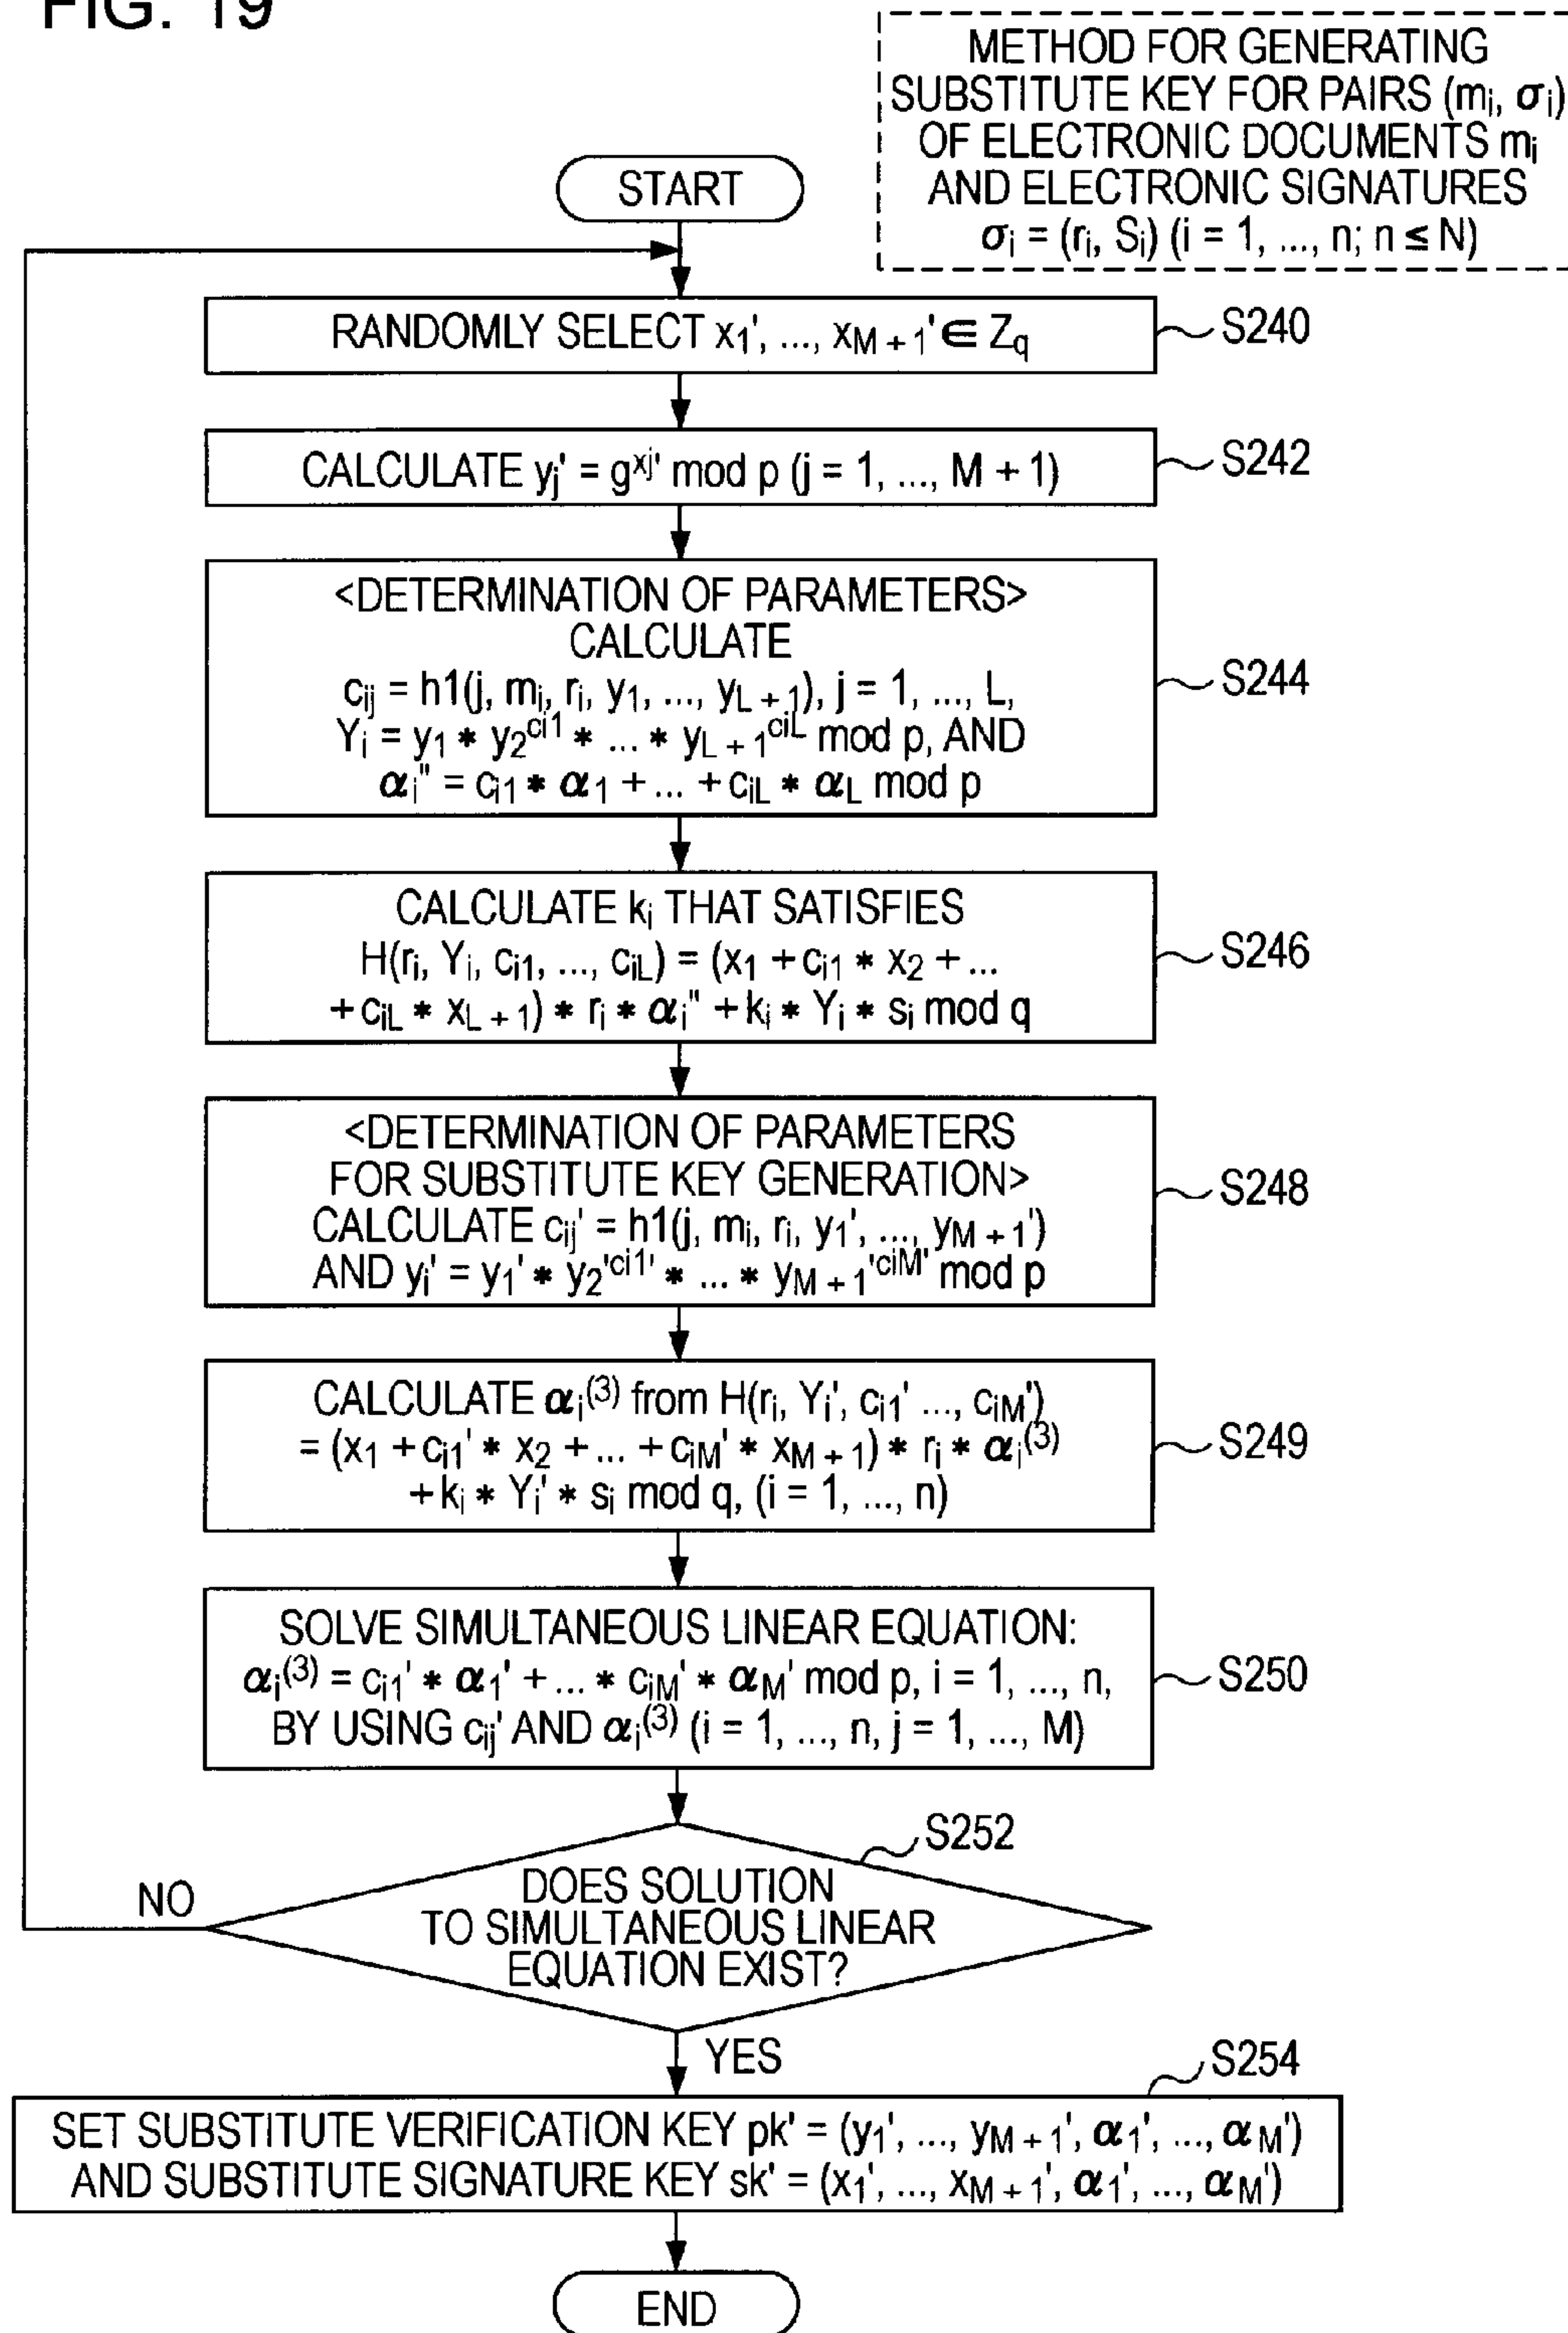 FIG. 19
METHOD FOR GENERATING
SUBSTITUTE KEY FOR PAIRS (mi, σi)
OF ELECTRONIC DOCUMENTS mi
AND ELECTRONIC SIGNATURES
σi = (ri, Si) (i = 1, ..., n; n ≤ N)
START
RANDOMLY SELECT x1', ..., xM + 1' ∈ Zq
S240
CALCULATE yj' = g^xj' mod p (j = 1, ..., M + 1)
S242
<DETERMINATION OF PARAMETERS>
CALCULATE
cij = h1(j, mi, ri, y1, ..., yL + 1), j = 1, ..., L,
Yi = y1 * y2^ci1 * ... * yL + 1^ciL mod p, AND
αi" = ci1 * α1 + ... + ciL * αL mod p
S244
CALCULATE ki THAT SATISFIES
H(ri, Yi, ci1, ..., ciL) = (x1 + ci1 * x2 + ...
+ ciL * xL + 1) * ri * αi" + ki * Yi * si mod q
S246
<DETERMINATION OF PARAMETERS
FOR SUBSTITUTE KEY GENERATION>
CALCULATE cij' = h1(j, mi, ri, y1', ..., yM + 1')
AND yi' = y1' * y2'^ci1' * ... * yM + 1'^ciM' mod p
S248
CALCULATE αi(3) from H(ri, Yi', ci1' ..., ciM')
= (x1 + ci1' * x2 + ... + ciM' * xM + 1) * ri * αi(3)
+ ki * Yi' * si mod q, (i = 1, ..., n)
S249
SOLVE SIMULTANEOUS LINEAR EQUATION:
αi(3) = ci1' * α1' + ... * ciM' * αM' mod p, i = 1, ..., n,
BY USING cij' AND αi(3) (i = 1, ..., n, j = 1, ..., M)
S250
S252
DOES SOLUTION
TO SIMULTANEOUS LINEAR
EQUATION EXIST?
NO
YES
S254
SET SUBSTITUTE VERIFICATION KEY pk' = (y1', ..., yM + 1', α1', ..., αM')
AND SUBSTITUTE SIGNATURE KEY sk' = (x1', ..., xM + 1', α1', ..., αM')
END